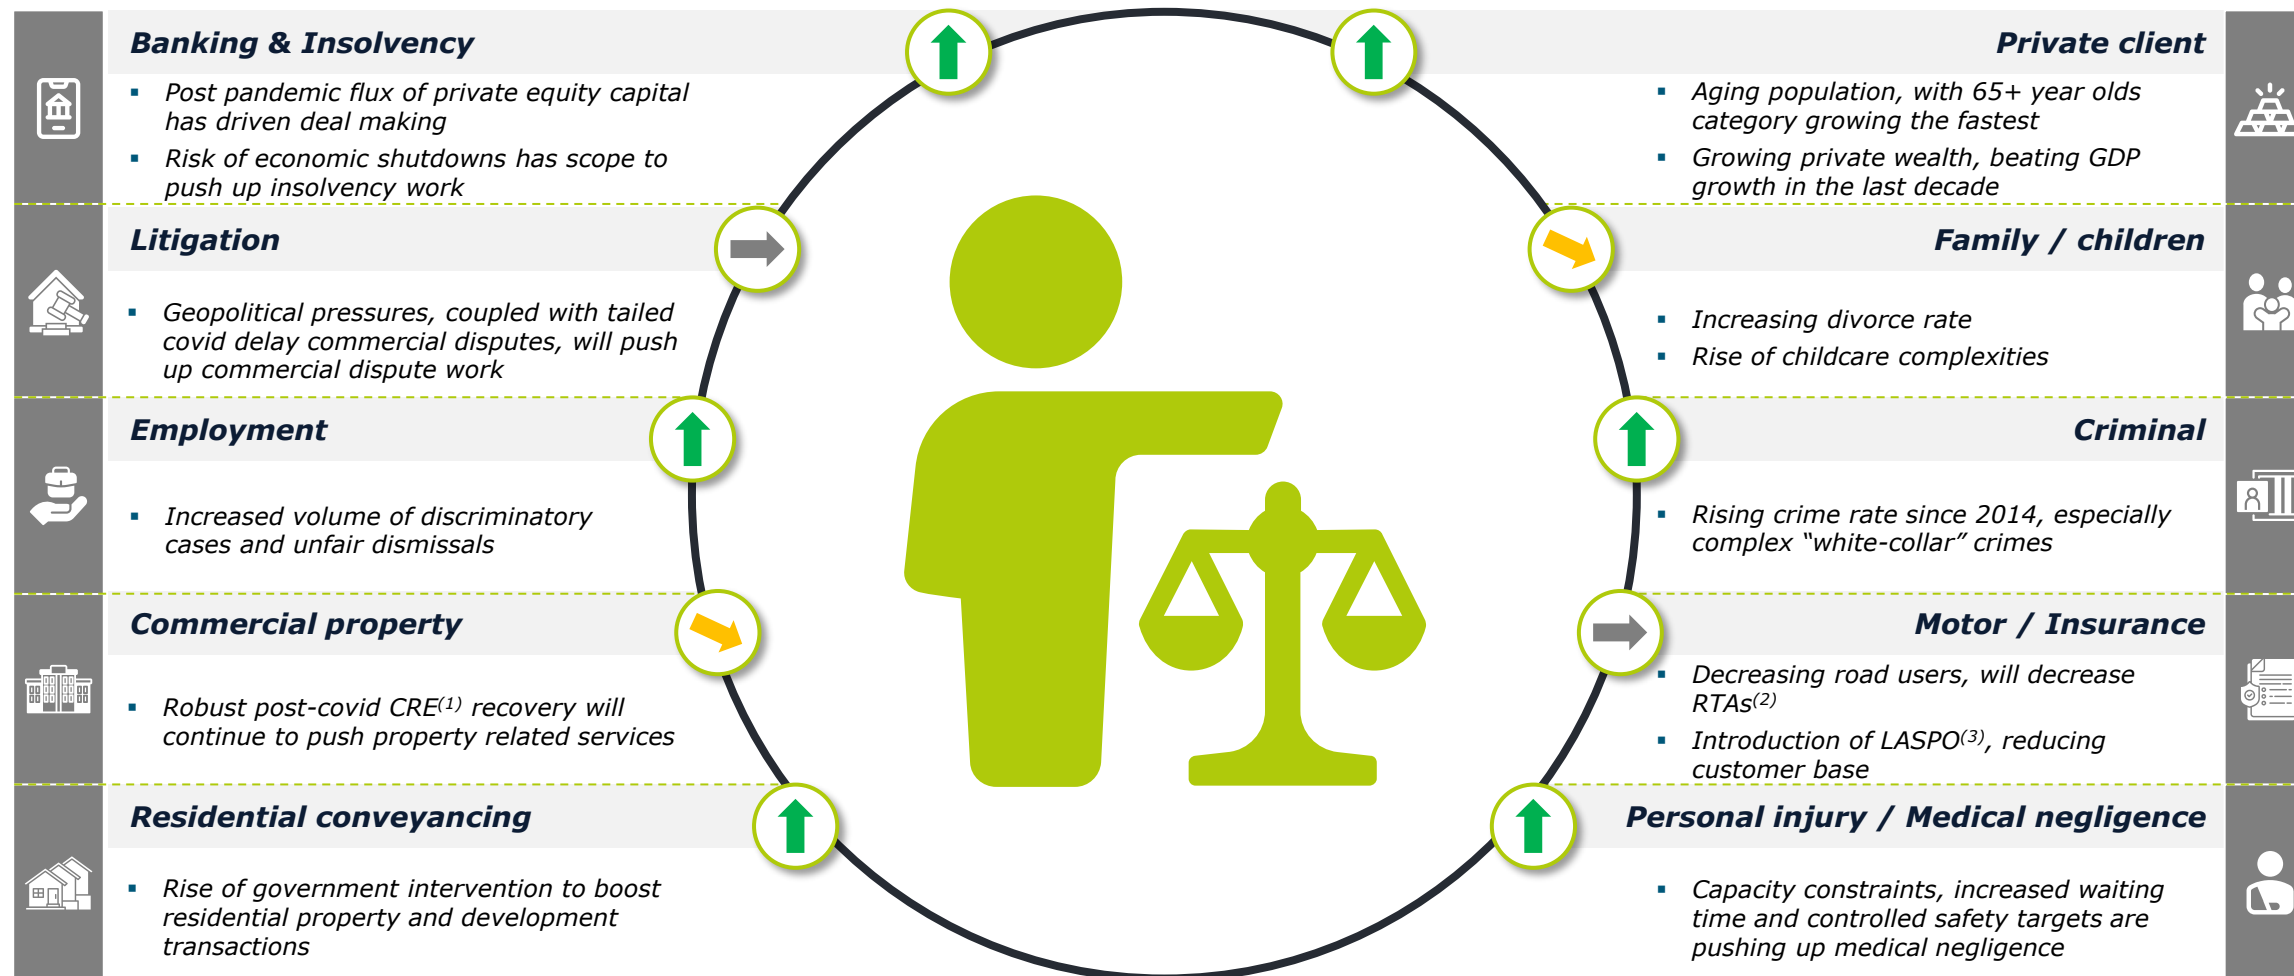 Banking & Insolvency
▪ Post pandemic flux of private equity capital
has driven deal making
▪ Risk of economic shutdowns has scope to
push up insolvency work
Litigation
▪ Geopolitical pressures, coupled with tailed
covid delay commercial disputes, will push
up commercial dispute work
Employment
▪ Increased volume of discriminatory
cases and unfair dismissals
Commercial property
▪ Robust post-covid CRE(1) recovery will
continue to push property related services
Residential conveyancing
▪ Rise of government intervention to boost
residential property and development
transactions
Private client
▪ Aging population, with 65+ year olds
category growing the fastest
▪ Growing private wealth, beating GDP
growth in the last decade
Family / children
▪ Increasing divorce rate
▪ Rise of childcare complexities
Criminal
▪ Rising crime rate since 2014, especially
complex “white-collar” crimes
Motor / Insurance
▪ Decreasing road users, will decrease
RTAs(2)
▪ Introduction of LASPO(3), reducing
customer base
Personal injury / Medical negligence
▪ Capacity constraints, increased waiting
time and controlled safety targets are
pushing up medical negligence